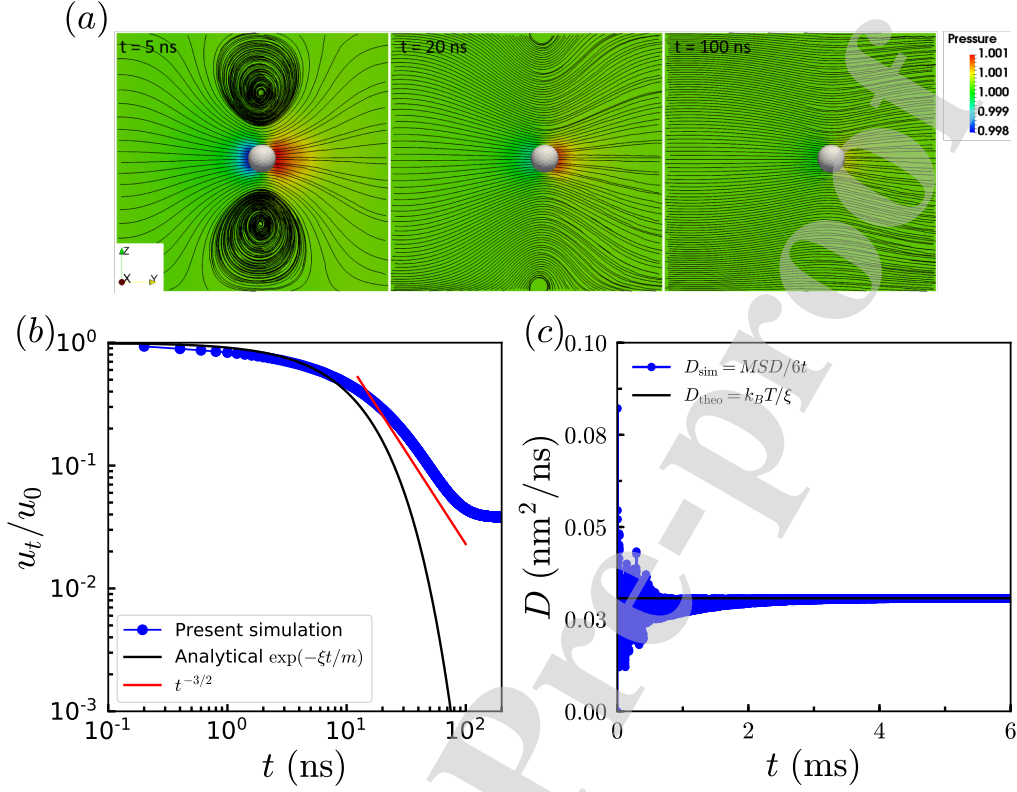 (a)
t = 5 ns
t = 20 ns
t = 100 ns
Pressure
1.001
1.001
1.000
0.999
0.998
Z
X
Y
(b)
10^0
10^-1
10^-2
10^-3
u_t/u_0
Present simulation
Analytical exp(−ξt/m)
t^{−3/2}
10^-1
10^0
10^1
10^2
t (ns)
(c)
0.10
0.08
0.05
0.03
0.00
D (nm^2/ns)
D_sim = MSD/6t
D_theo = k_BT/ξ
0
2
4
6
t (ms)
Pre-proof